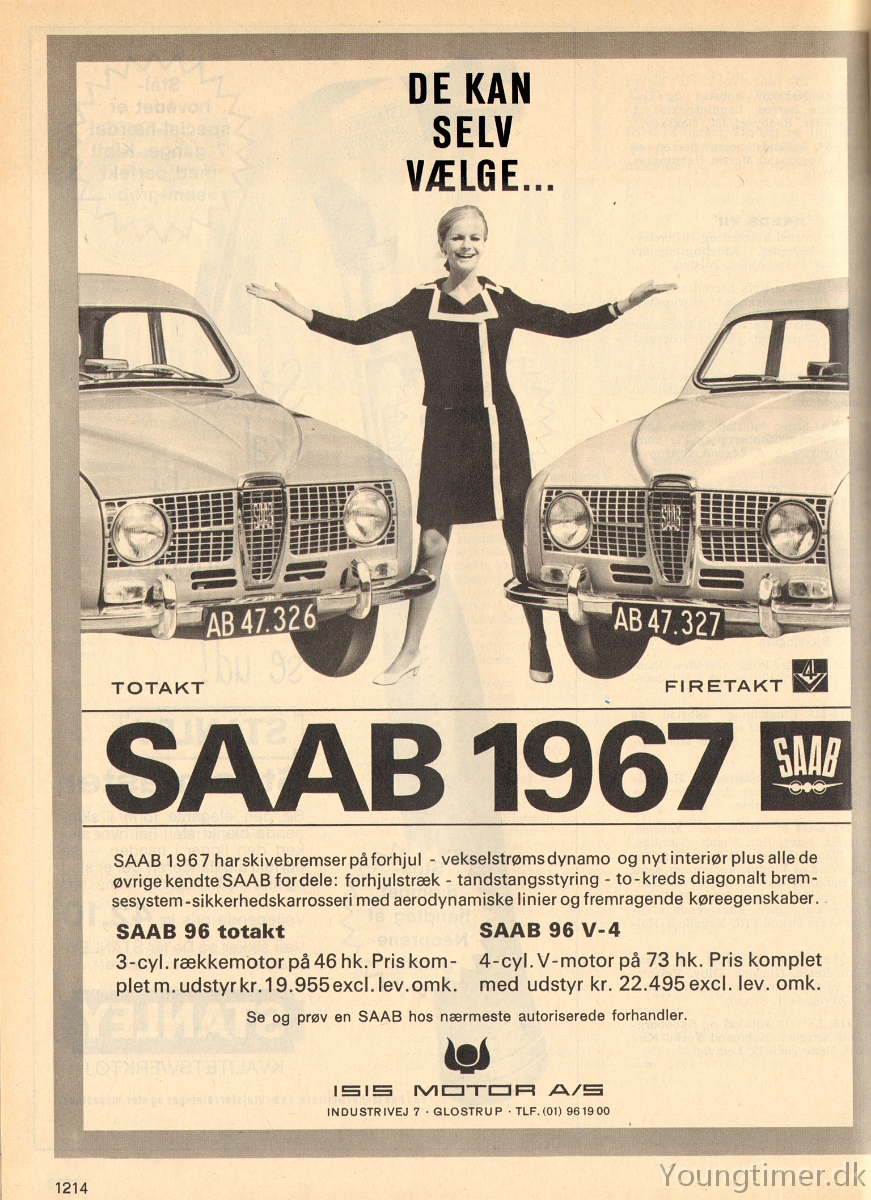 DE KAN
SELV
VÆLGE...
SAAB
SAAB
AB 47.326
AB 47.327
TOTAKT
FIRETAKT 4
SAAB 1967
SAAB
SAAB 1967 har skivebremser på forhjul - vekselstrømsdynamo og nyt interiør plus alle de
øvrige kendte SAAB fordele: forhjulstræk - tandstangsstyring - to-kreds diagonalt brem-
sesystem - sikkerhedskarrosseri med aerodynamiske linier og fremragende køreegenskaber.
SAAB 96 totakt
3-cyl. rækkemotor på 46 hk. Pris kom-
plet m. udstyr kr. 19.955 excl. lev. omk.
SAAB 96 V-4
4-cyl. V-motor på 73 hk. Pris komplet
med udstyr kr. 22.495 excl. lev. omk.
Se og prøv en SAAB hos nærmeste autoriserede forhandler.
ISIS MOTOR A/S
INDUSTRIVEJ 7 · GLOSTRUP · TLF. (01) 96 19 00
1214
Youngtimer.dk